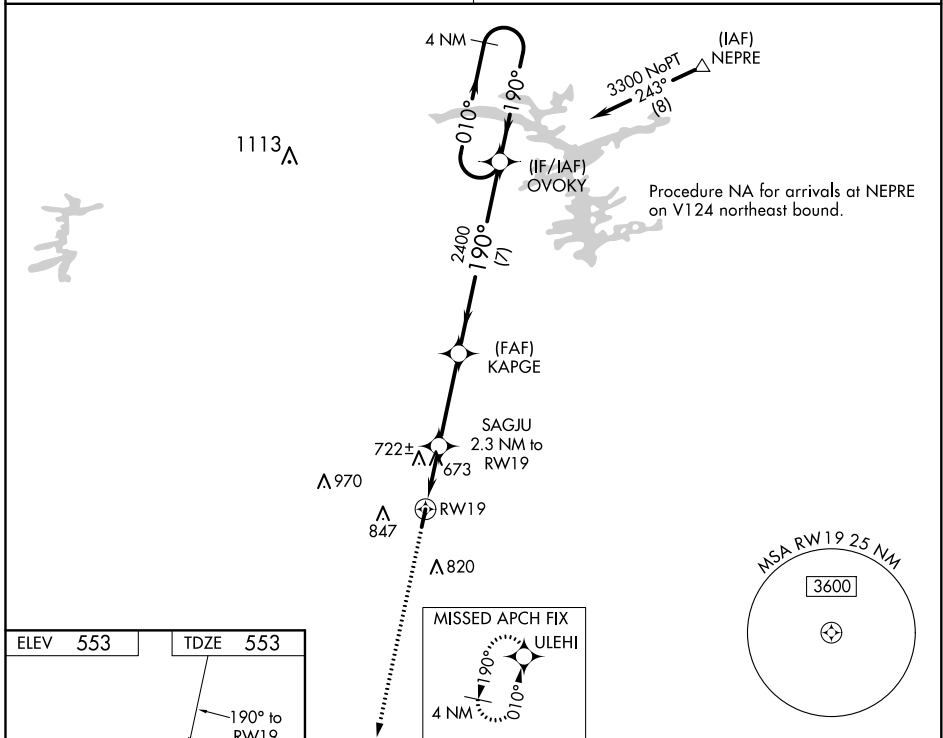 4 NM
(IAF)
NEPRE
3300 NoPT
243°
(8)
010°
190°
1113
(IF/IAF)
OVOKY
Procedure NA for arrivals at NEPRE
on V124 northeast bound.
2400
190°
(7)
(FAF)
KAPGE
SAGJU
2.3 NM to
RW19
722±
673
970
RW19
847
820
MSA RW19 25 NM
3600
MISSED APCH FIX
ULEHI
190°
010°
4 NM
ELEV 553
TDZE 553
190° to
RW19